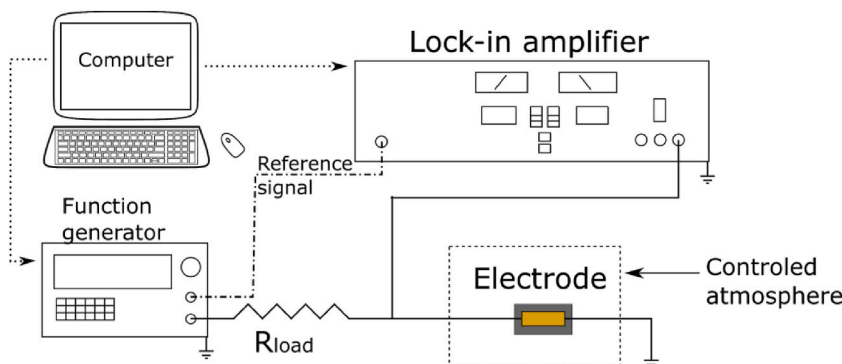 Computer
Lock-in amplifier
Reference
signal
Function
generator
Rload
Electrode
Controled
atmosphere